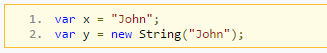 1. var x = "John";
2. var y = new String("John");